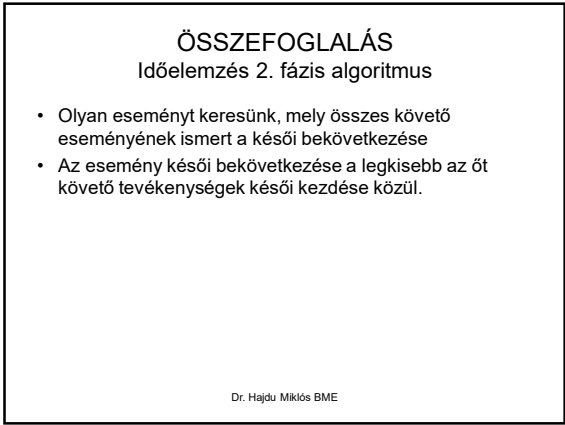 ÖSSZEFOGLALÁS
Időelemzés 2. fázis algoritmus
• Olyan eseményt keresünk, mely összes követő
eseményének ismert a késői bekövetkezése
• Az esemény késői bekövetkezése a legkisebb az őt
követő tevékenységek késői kezdése közül.
Dr. Hajdu Miklós BME